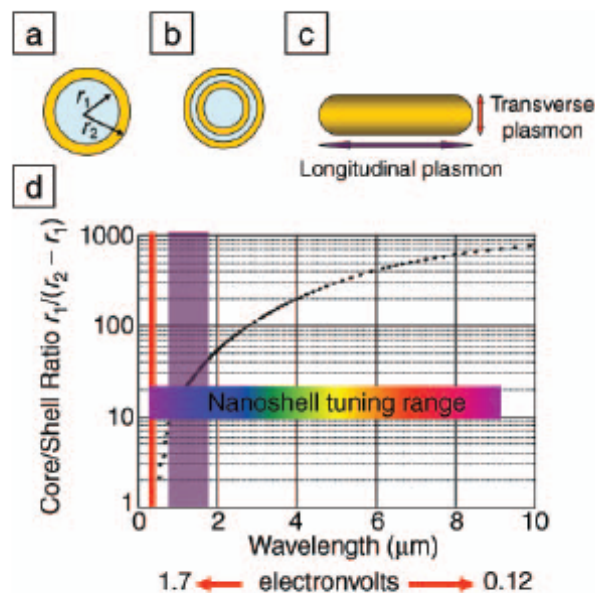 a
b
c
r₁
r₂
Transverse
plasmon
Longitudinal plasmon
d
Core/Shell Ratio r₁/(r₂ – r₁)
1000
100
10
1
Nanoshell tuning range
0 2 4 6 8 10
Wavelength (μm)
1.7 electronvolts 0.12